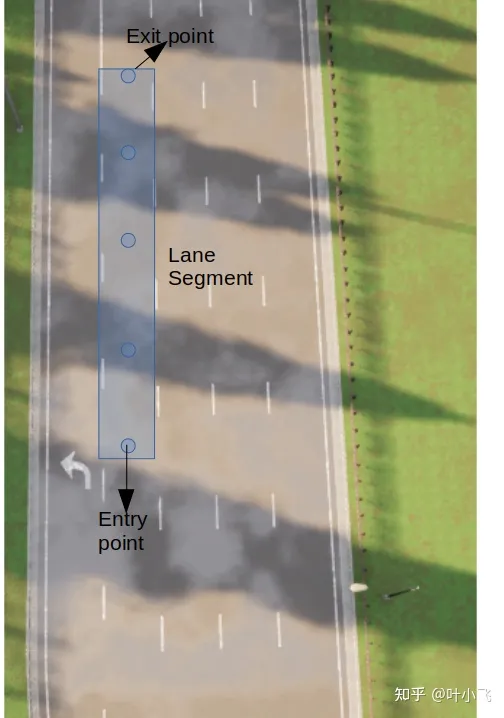 Exit point
Lane
Segment
Entry
point
知乎 @叶小飞